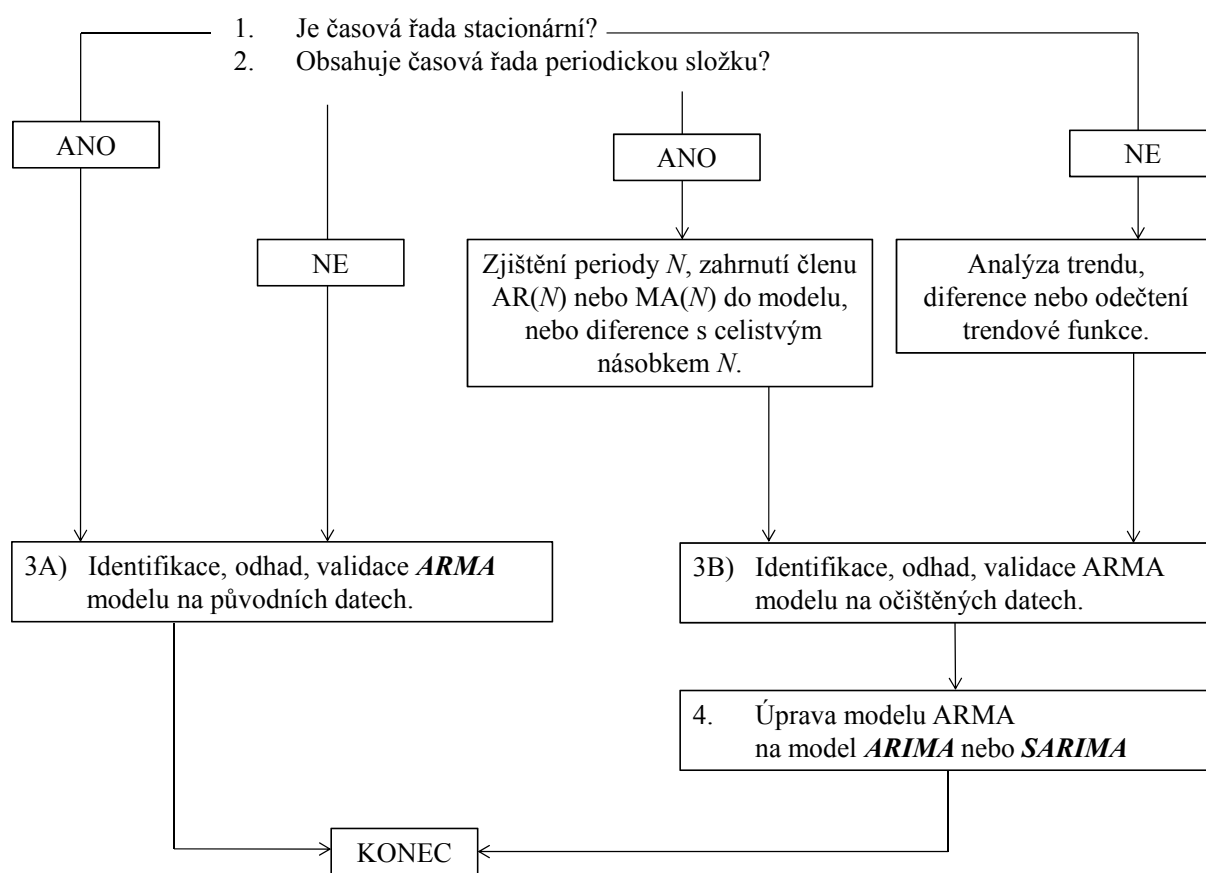 1. Je časová řada stacionární?
2. Obsahuje časová řada periodickou složku?
ANO
NE
ANO
NE
Zjištění periody N, zahrnutí členu
AR(N) nebo MA(N) do modelu,
nebo diference s celistvým
násobkem N.
Analýza trendu,
diference nebo odečtení
trendové funkce.
3A) Identifikace, odhad, validace ARMA
modelu na původních datech.
3B) Identifikace, odhad, validace ARMA
modelu na očištěných datech.
4. Úprava modelu ARMA
na model ARIMA nebo SARIMA
KONEC